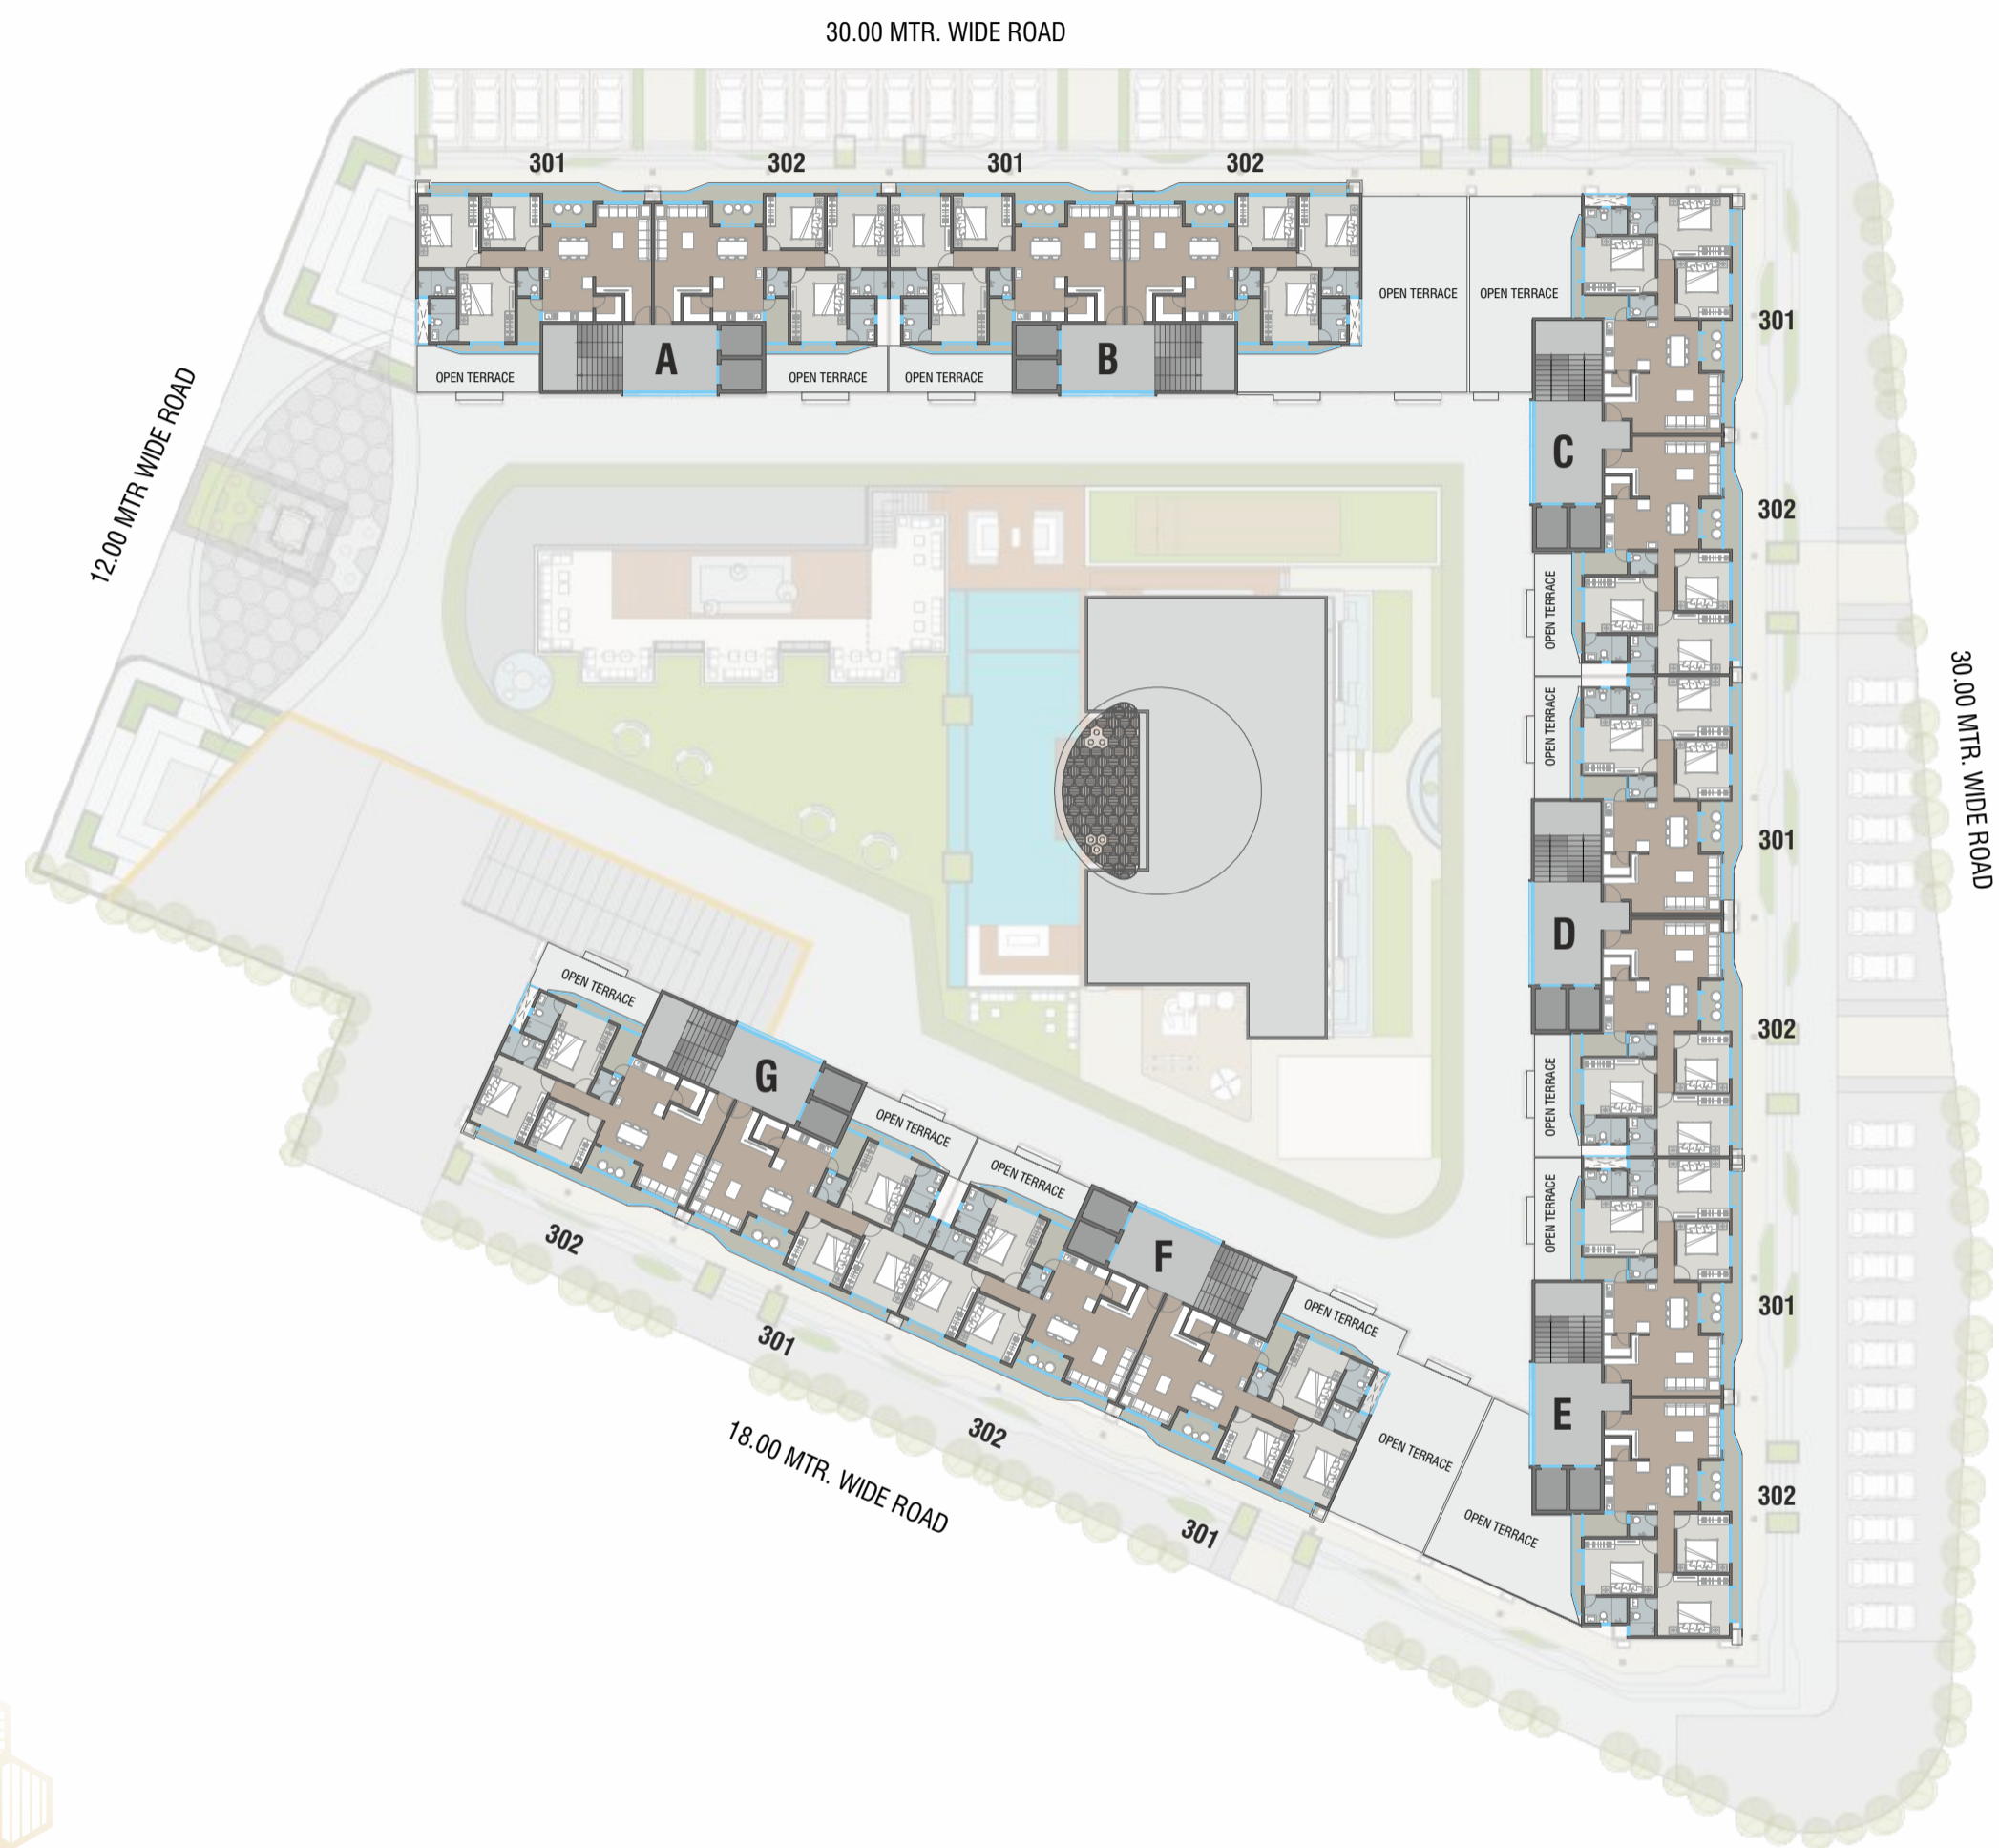 30.00 MTR. WIDE ROAD
301
302
301
302
OPEN TERRACE
OPEN TERRACE
301
A
B
OPEN TERRACE
OPEN TERRACE
OPEN TERRACE
12.00 MTR WIDE ROAD
C
302
OPEN TERRACE
OPEN TERRACE
30.00 MTR. WIDE ROAD
301
D
302
OPEN TERRACE
OPEN TERRACE
G
OPEN TERRACE
OPEN TERRACE
OPEN TERRACE
302
F
301
OPEN TERRACE
301
E
302
OPEN TERRACE
18.00 MTR. WIDE ROAD
302
301
OPEN TERRACE